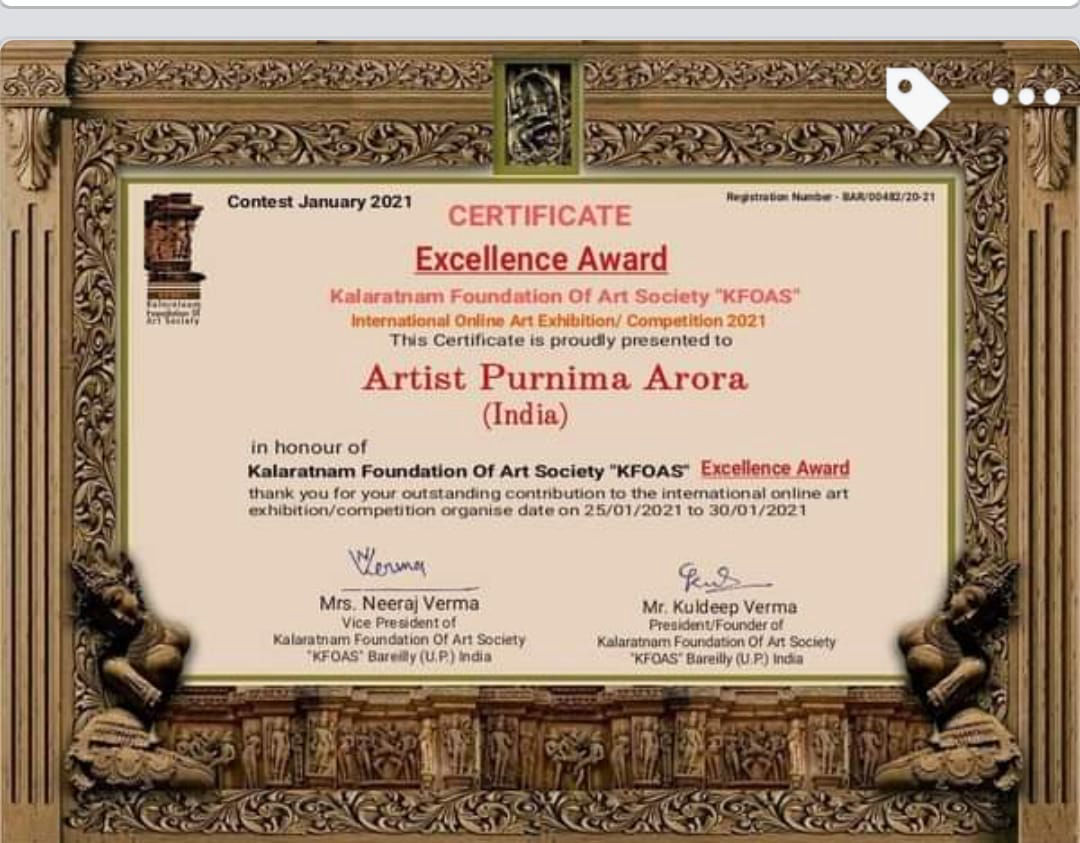 Contest January 2021
Registration Number - BAR/00482/20-21
CERTIFICATE
Excellence Award
Kalaratnam Foundation Of Art Society "KFOAS"
International Online Art Exhibition/ Competition 2021
This Certificate is proudly presented to
Kalaratnam
Foundation Of
Art Society
Artist Purnima Arora
(India)
in honour of
Kalaratnam Foundation Of Art Society "KFOAS" Excellence Award
thank you for your outstanding contribution to the international online art
exhibition/competition organise date on 25/01/2021 to 30/01/2021
Verma
Mrs. Neeraj Verma
Vice President of
Kalaratnam Foundation Of Art Society
"KFOAS" Bareilly (U.P.) India
Mr. Kuldeep Verma
President/Founder of
Kalaratnam Foundation Of Art Society
"KFOAS" Bareilly (U.P.) India